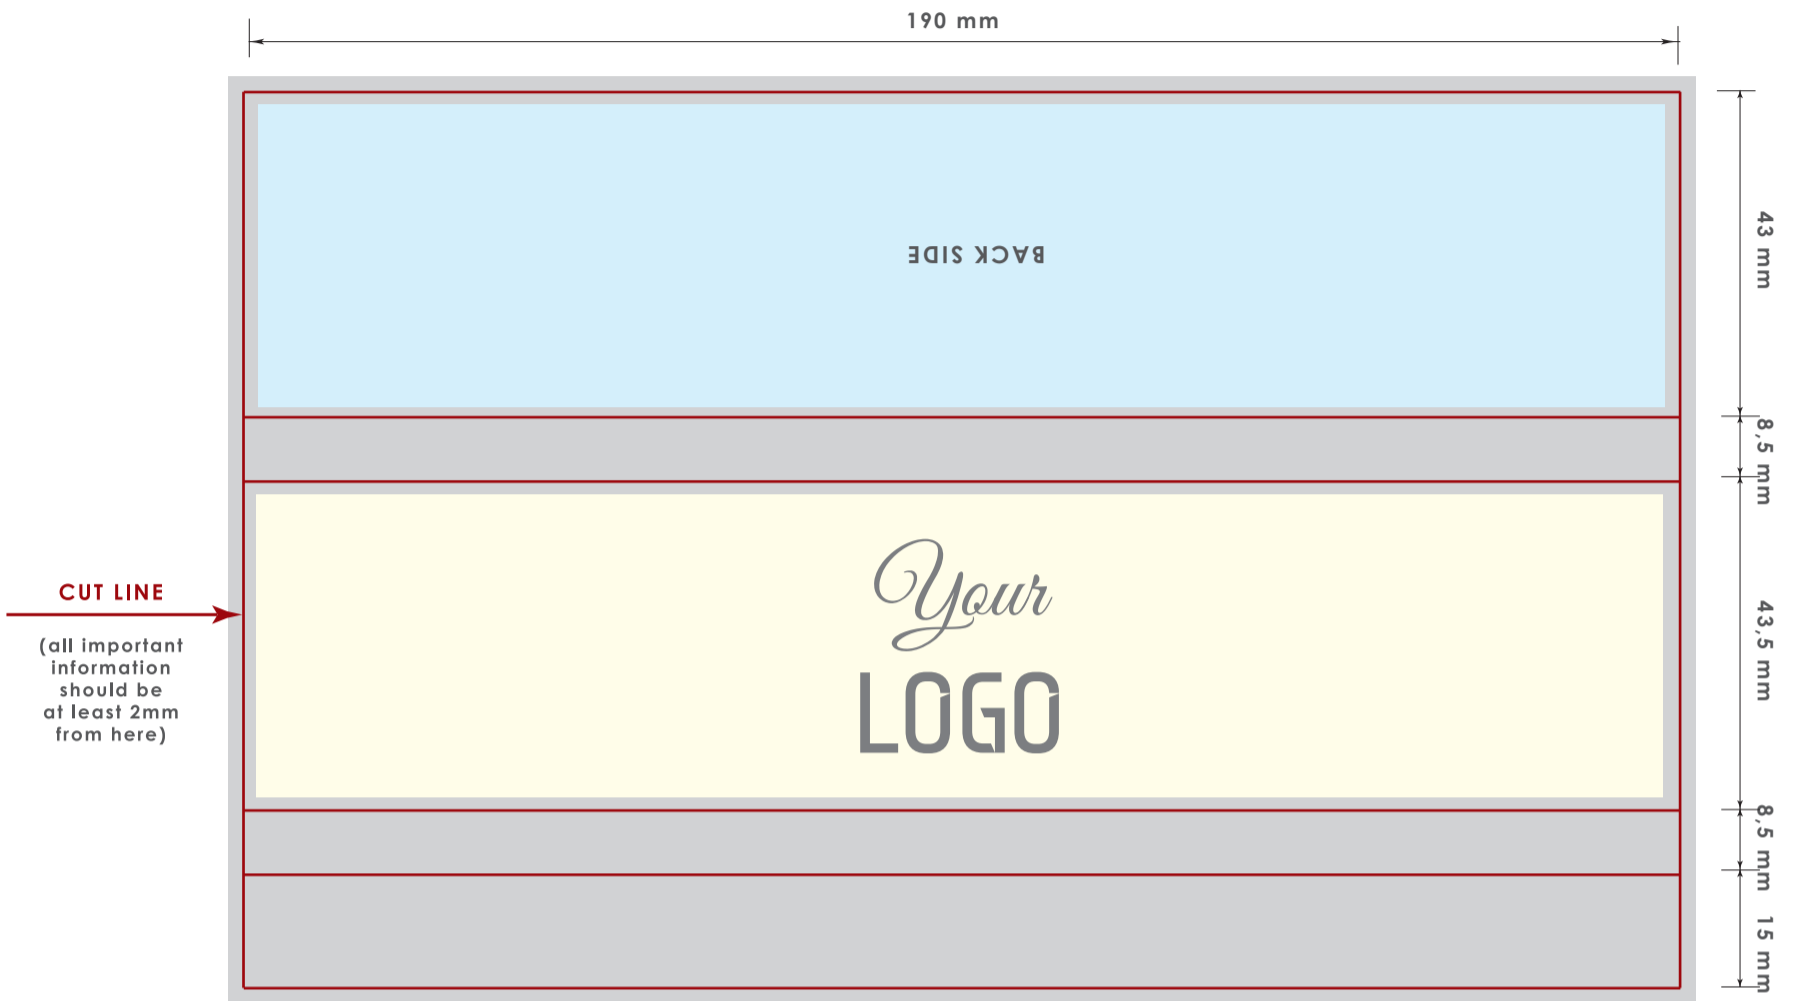 190 mm
BACK SIDE
43 mm
8,5 mm
CUT LINE
(all important
information
should be
at least 2mm
from here)
Your
LOGO
43,5 mm
8,5 mm
15 mm